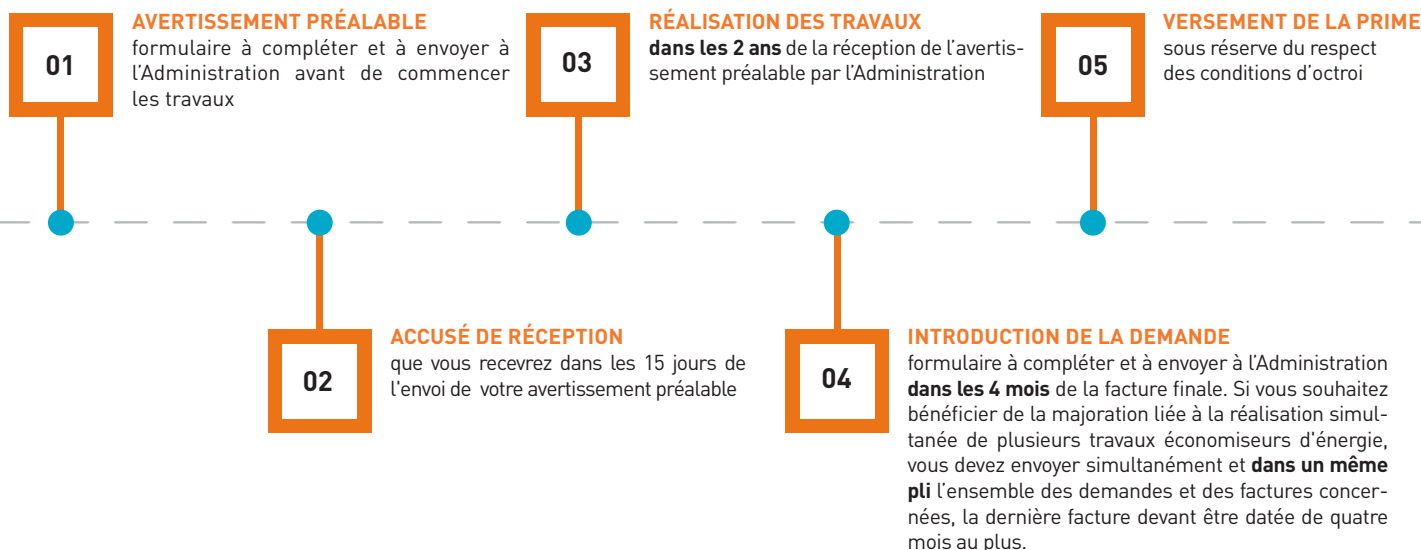 01
AVERTISSEMENT PRÉALABLE
formulaire à compléter et à envoyer à
l'Administration avant de commencer
les travaux
02
ACCUSÉ DE RÉCEPTION
que vous recevrez dans les 15 jours de
l'envoi de votre avertissement préalable
03
RÉALISATION DES TRAVAUX
dans les 2 ans de la réception de l'avertis-
sement préalable par l'Administration
04
INTRODUCTION DE LA DEMANDE
formulaire à compléter et à envoyer à l'Administration
dans les 4 mois de la facture finale. Si vous souhaitez
bénéficier de la majoration liée à la réalisation simul-
tanée de plusieurs travaux économiseurs d'énergie,
vous devez envoyer simultanément et dans un même
pli l'ensemble des demandes et des factures concer-
nées, la dernière facture devant être datée de quatre
mois au plus.
05
VERSEMENT DE LA PRIME
sous réserve du respect
des conditions d'octroi